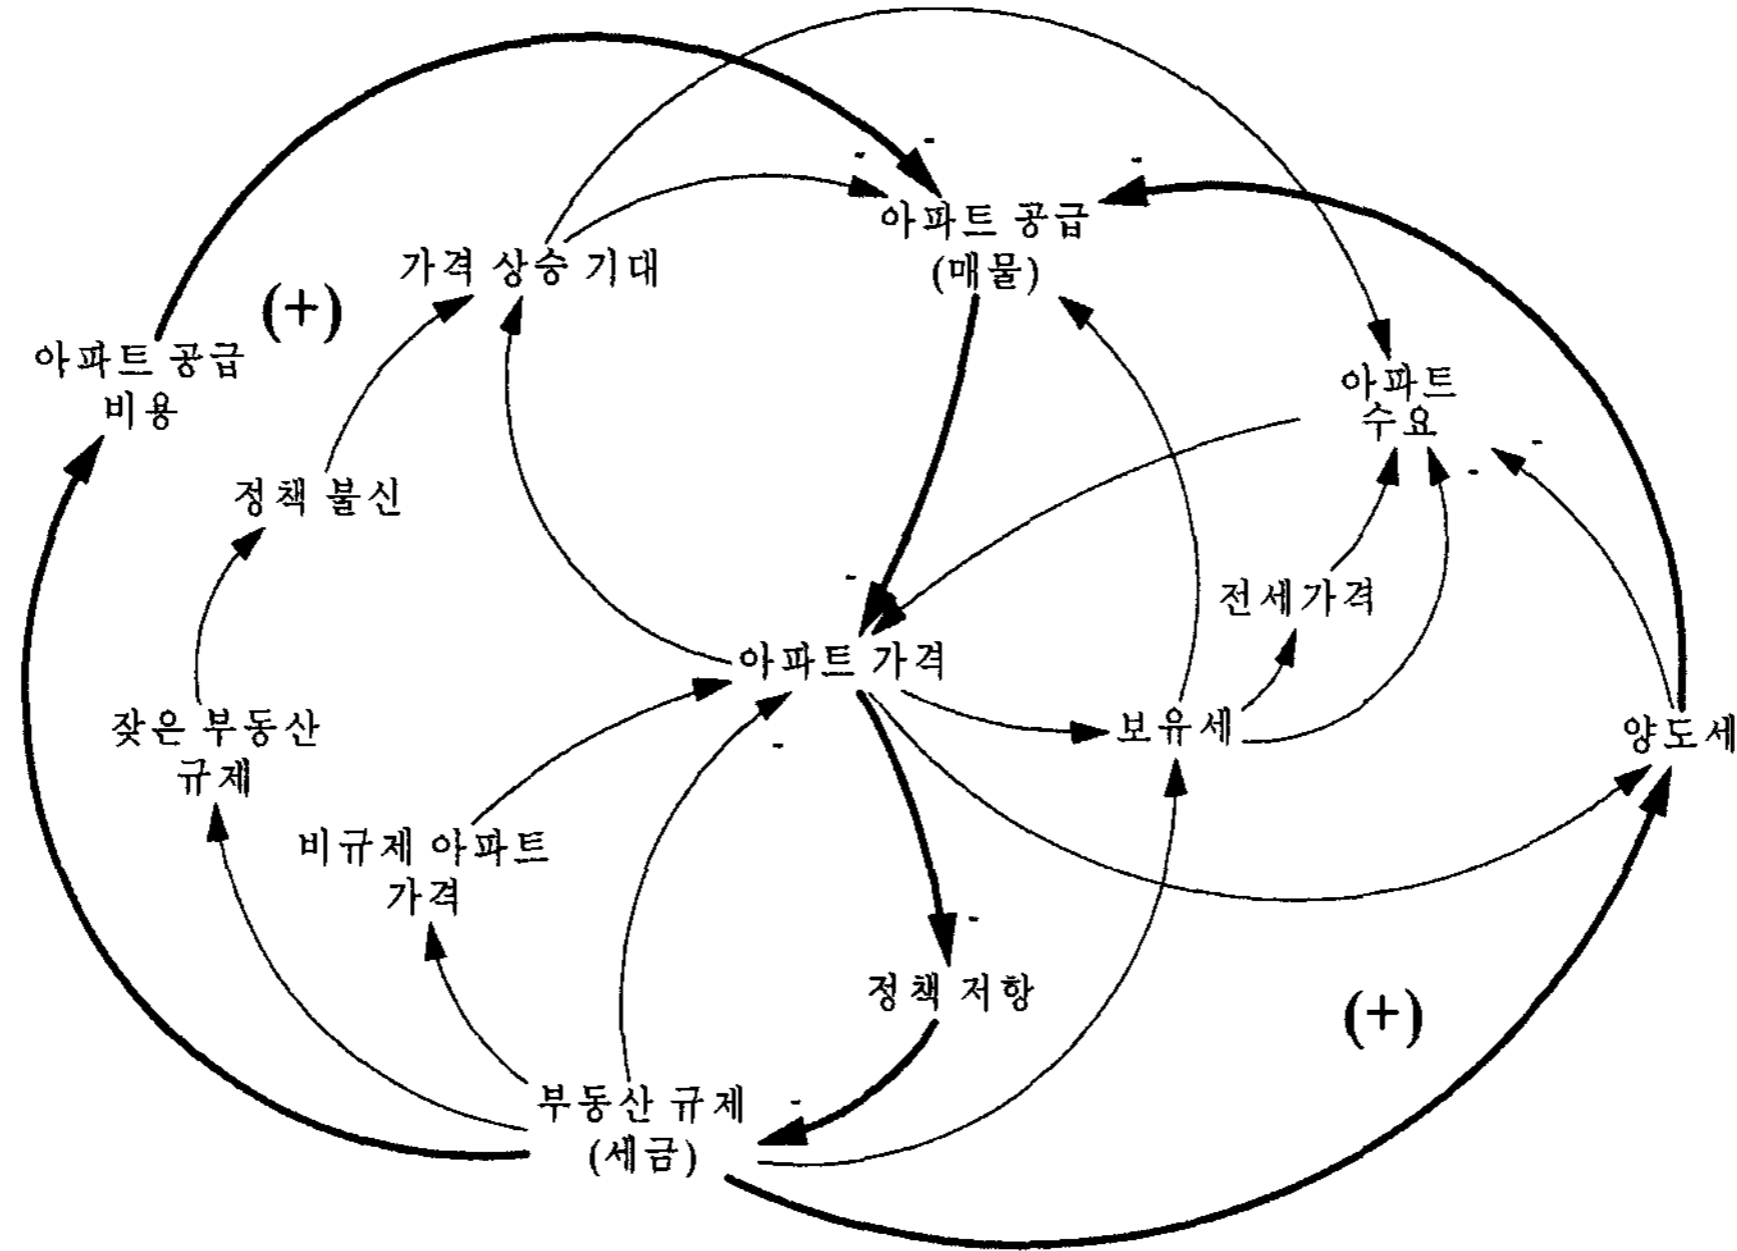 -
-
-
아파트 공급
(매물)
가격 상승 기대
(+)
아파트 공급
비용
아파트
수요
-
-
정책 불신
-
전세가격
아파트 가격
잦은 부동산
규제
보유세
양도세
-
비규제 아파트
가격
-
정책 저항
(+)
부동산 규제
(세금)
-